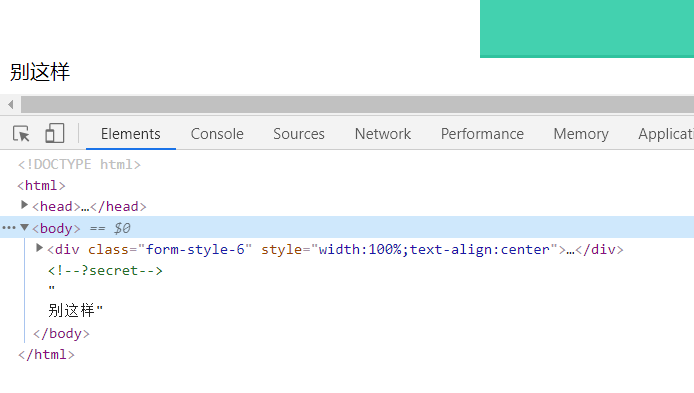 别这样
Elements Console Sources Network Performance Memory Applicati
<!DOCTYPE html>
<html>
<head>…</head>
<body> == $0
<div class="form-style-6" style="width:100%;text-align:center">…</div>
<!--?secret-->
"
别这样"
</body>
</html>